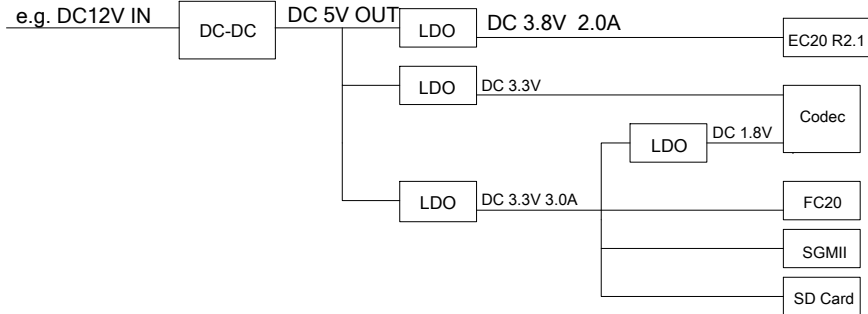 e.g. DC12V IN
DC-DC
DC 5V OUT
LDO
DC 3.8V 2.0A
EC20 R2.1
LDO
DC 3.3V
Codec
LDO
DC 1.8V
LDO
DC 3.3V 3.0A
FC20
SGMII
SD Card